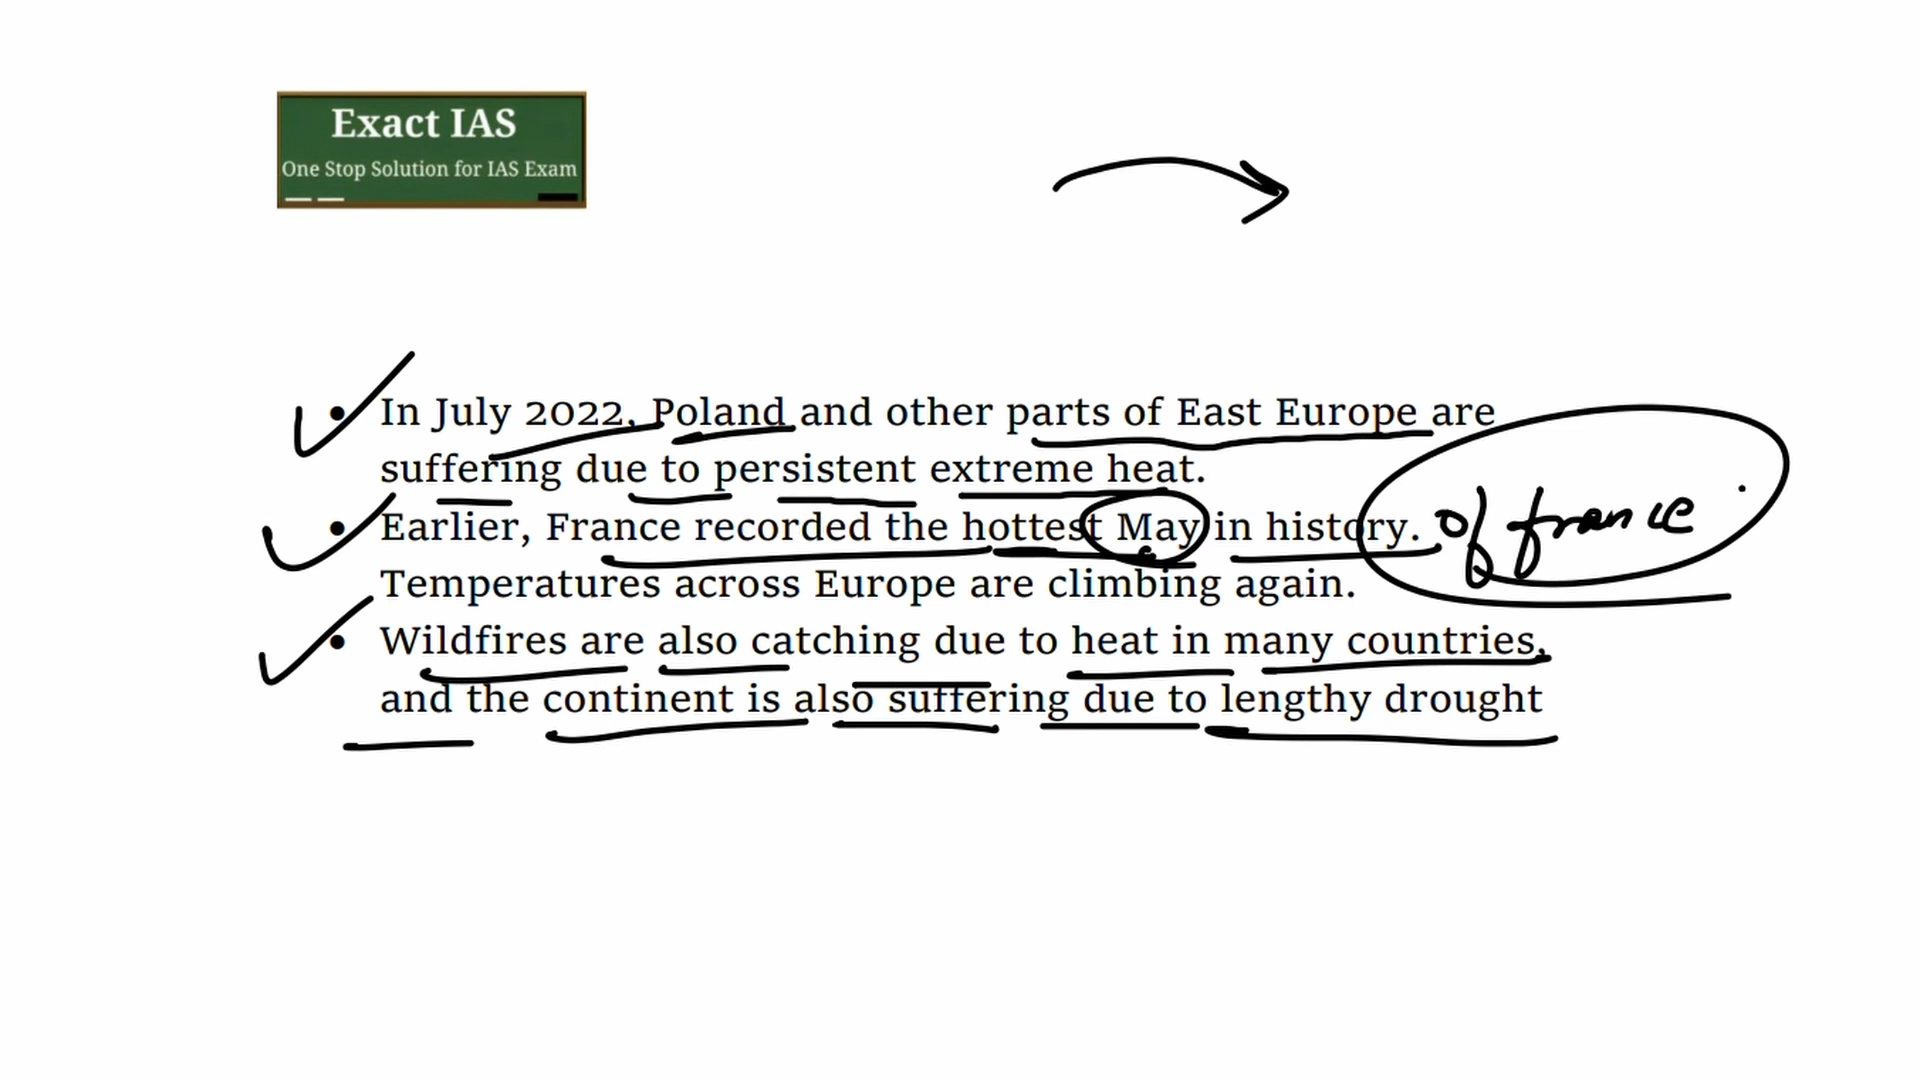 Exact IAS
One Stop Solution for IAS Exam
• In July 2022, Poland and other parts of East Europe are
suffering due to persistent extreme heat.
• Earlier, France recorded the hottest May in history. of france
Temperatures across Europe are climbing again.
• Wildfires are also catching due to heat in many countries,
and the continent is also suffering due to lengthy drought